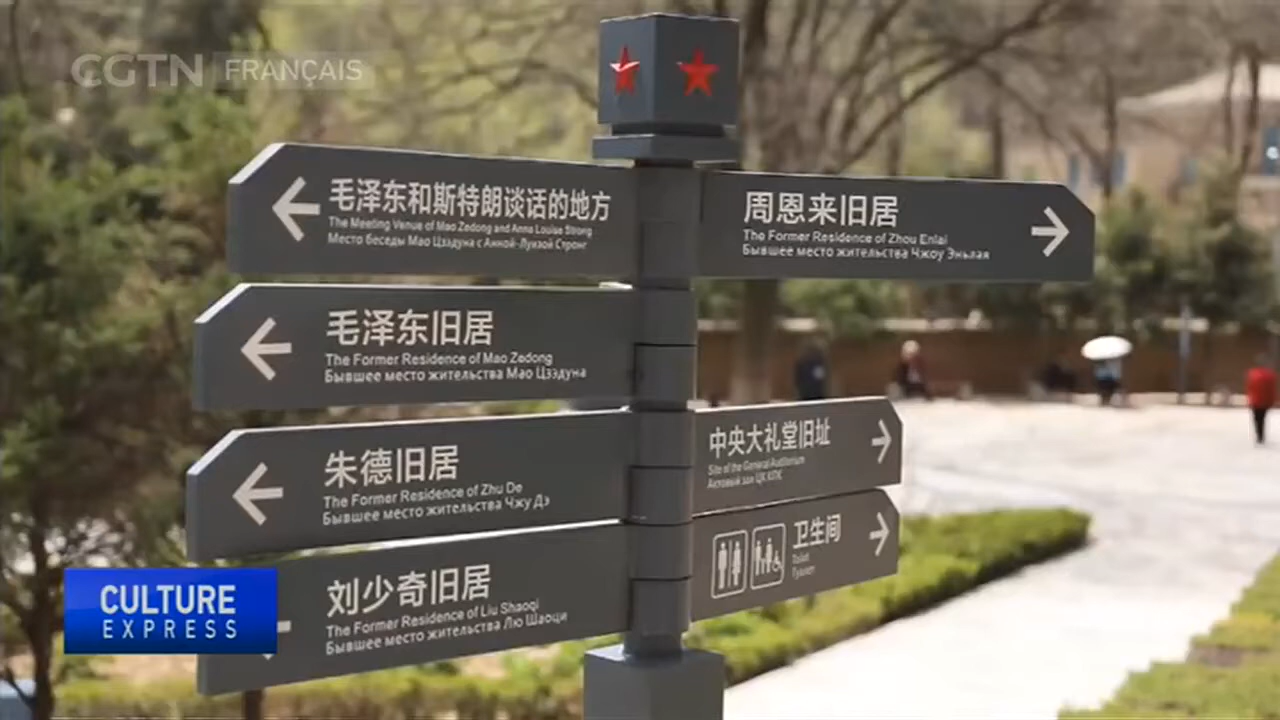 CGTN FRANÇAIS
毛泽东和斯特朗谈话的地方
The Meeting Venue of Mao Zedong and Anna Louise Strong
Место беседы Мао Цзэдуна с Анной-Луизой Стронг
周恩来旧居
The Former Residence of Zhou Enlai
Бывшее место жительства Чжоу Эньлая
毛泽东旧居
The Former Residence of Mao Zedong
Бывшее место жительства Мао Цзэдуна
朱德旧居
The Former Residence of Zhu De
Бывшее место жительства Чжу Дэ
中央大礼堂旧址
Site of the General Auditorium
Актовый зал ЦК КПК
刘少奇旧居
The Former Residence of Liu Shaoqi
Бывшее место жительства Лю Шаоци
卫生间
Toilet
Туалет
CULTURE
EXPRESS